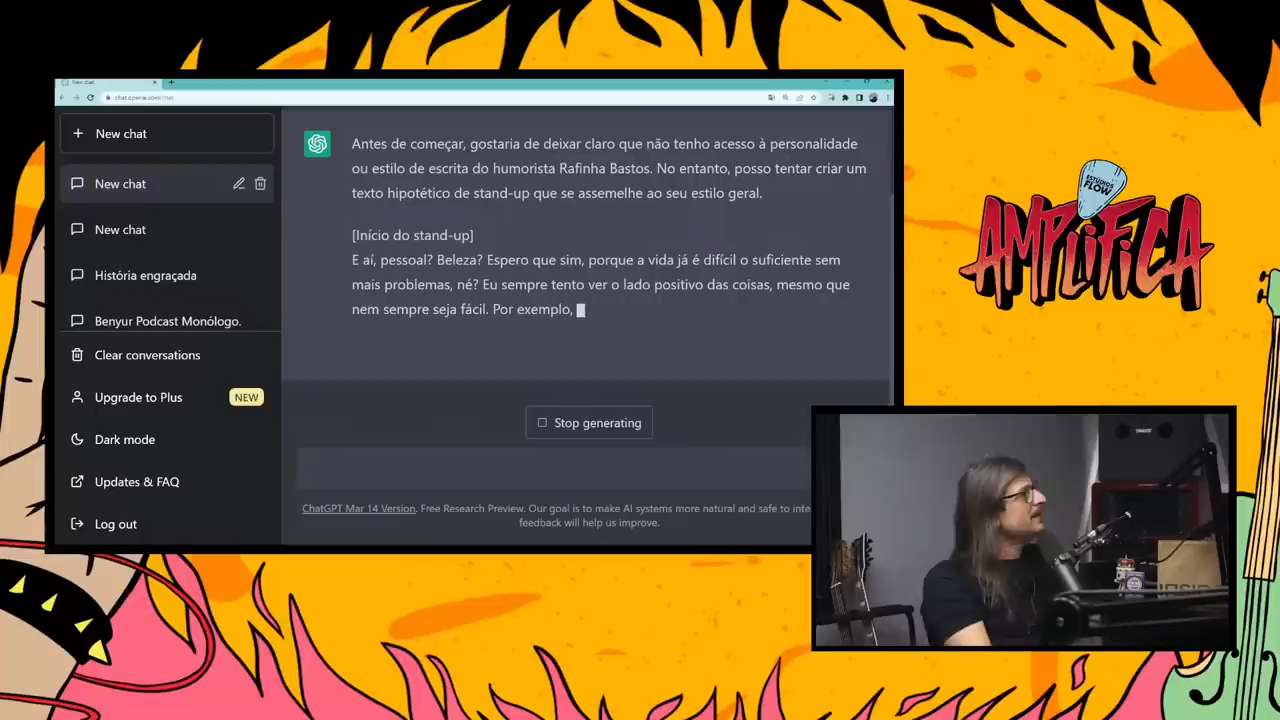 New chat
chat.openai.com/chat
New chat
New chat
New chat
História engraçada
Benyur Podcast Monólogo.
Clear conversations
Upgrade to Plus
NEW
Dark mode
Updates & FAQ
Log out
Antes de começar, gostaria de deixar claro que não tenho acesso à personalidade
ou estilo de escrita do humorista Rafinha Bastos. No entanto, posso tentar criar um
texto hipotético de stand-up que se assemelhe ao seu estilo geral.
[Início do stand-up]
E aí, pessoal? Beleza? Espero que sim, porque a vida já é difícil o suficiente sem
mais problemas, né? Eu sempre tento ver o lado positivo das coisas, mesmo que
nem sempre seja fácil. Por exemplo,
Stop generating
ChatGPT Mar 14 Version. Free Research Preview. Our goal is to make AI systems more natural and safe to inte
feedback will help us improve.
ESTÚDIOS
FLOW
AMPLIFICA